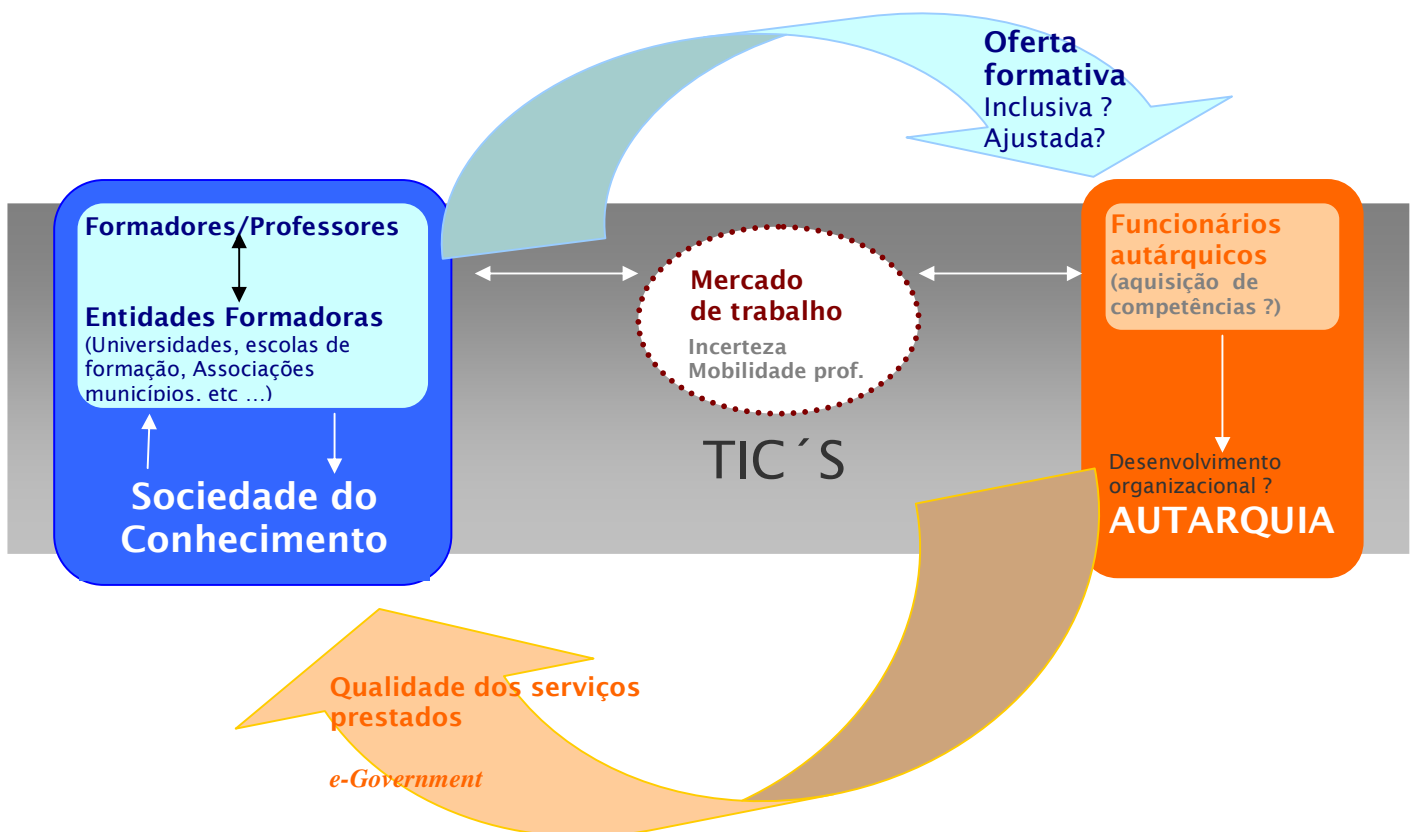 Oferta
formativa
Inclusiva ?
Ajustada?
Formadores/Professores
Entidades Formadoras
(Universidades, escolas de
formação, Associações
municípios, etc …)
Sociedade do
Conhecimento
Mercado
de trabalho
Incerteza
Mobilidade prof.
TIC´S
Funcionários
autárquicos
(aquisição de
competências ?)
Desenvolvimento
organizacional ?
AUTARQUIA
Qualidade dos serviços
prestados
e-Government